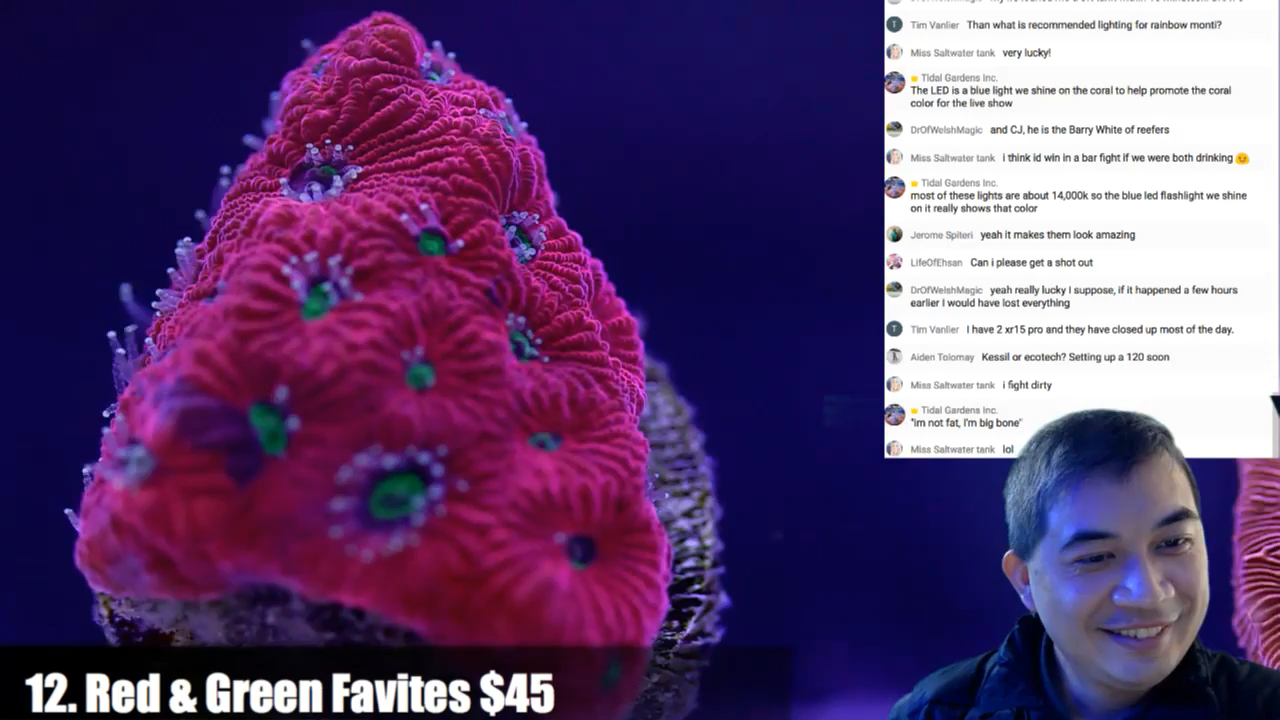 Tim Vanlier Than what is recommended lighting for rainbow monti?
Miss Saltwater tank very lucky!
Tidal Gardens Inc.
The LED is a blue light we shine on the coral to help promote the coral
color for the live show
DrOfWelshMagic and CJ, he is the Barry White of reefers
Miss Saltwater tank i think id win in a bar fight if we were both drinking
Tidal Gardens Inc.
most of these lights are about 14,000k so the blue led flashlight we shine
on it really shows that color
Jerome Spiteri yeah it makes them look amazing
LifeOfEhsan Can i please get a shot out
DrOfWelshMagic yeah really lucky I suppose, if it happened a few hours
earlier I would have lost everything
Tim Vanlier I have 2 xr15 pro and they have closed up most of the day.
Aiden Tolomay Kessil or ecotech? Setting up a 120 soon
Miss Saltwater tank i fight dirty
Tidal Gardens Inc.
"im not fat, I'm big bone"
Miss Saltwater tank lol
12. Red & Green Favites $45